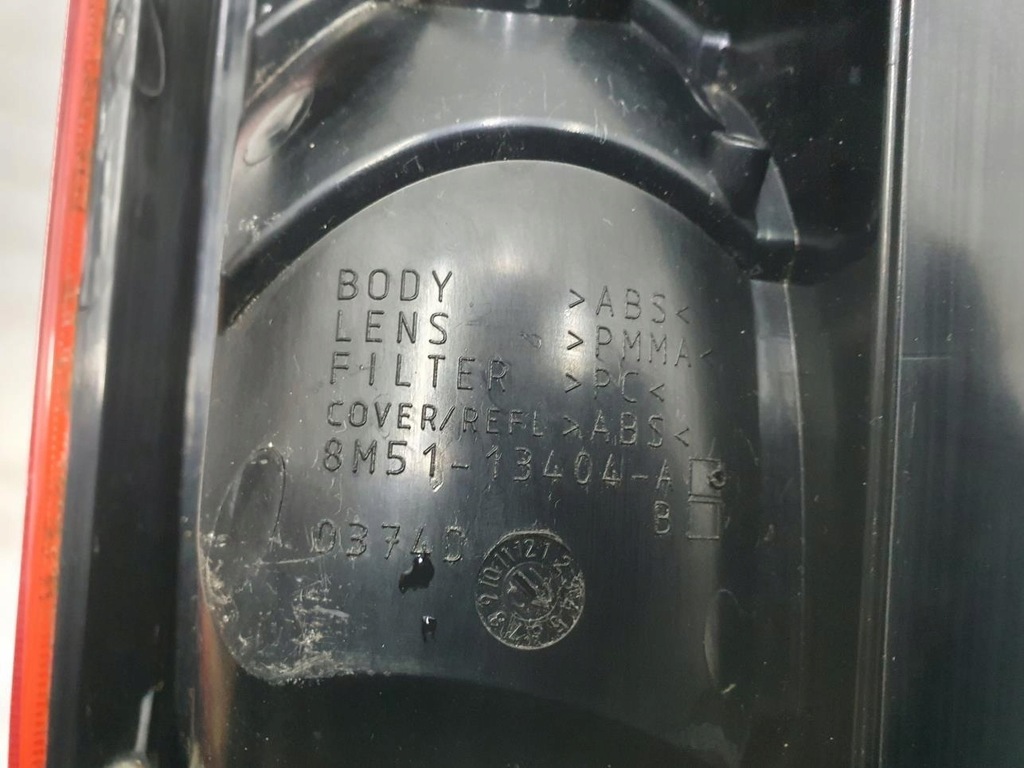 BODY >ABS<
LENS >PMMA<
FILTER >PC<
COVER/REFL >ABS<
8M51-13404-A
B
0374D